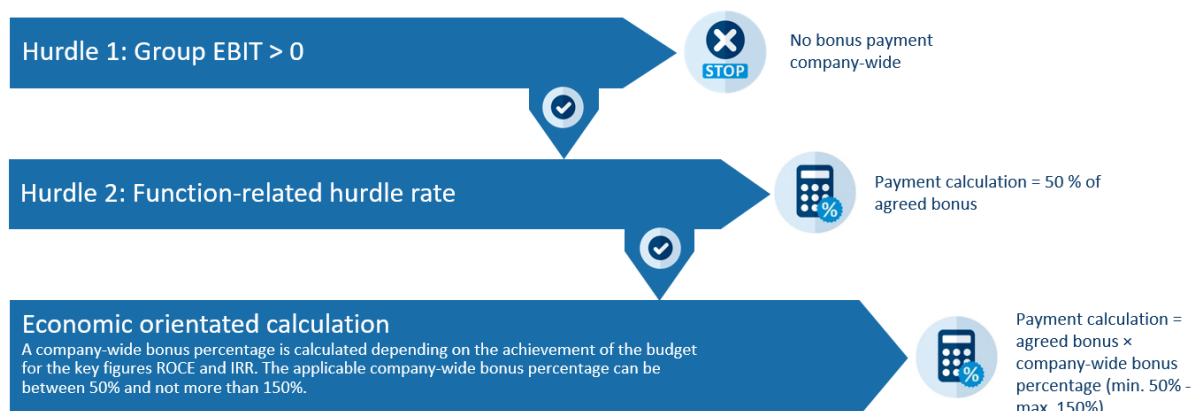 Hurdle 1: Group EBIT > 0
STOP
No bonus payment
company-wide
Hurdle 2: Function-related hurdle rate
%
Payment calculation = 50 % of
agreed bonus
Economic orientated calculation
A company-wide bonus percentage is calculated depending on the achievement of the budget
for the key figures ROCE and IRR. The applicable company-wide bonus percentage can be
between 50% and not more than 150%.
%
Payment calculation =
agreed bonus ×
company-wide bonus
percentage (min. 50% -
max. 150%)